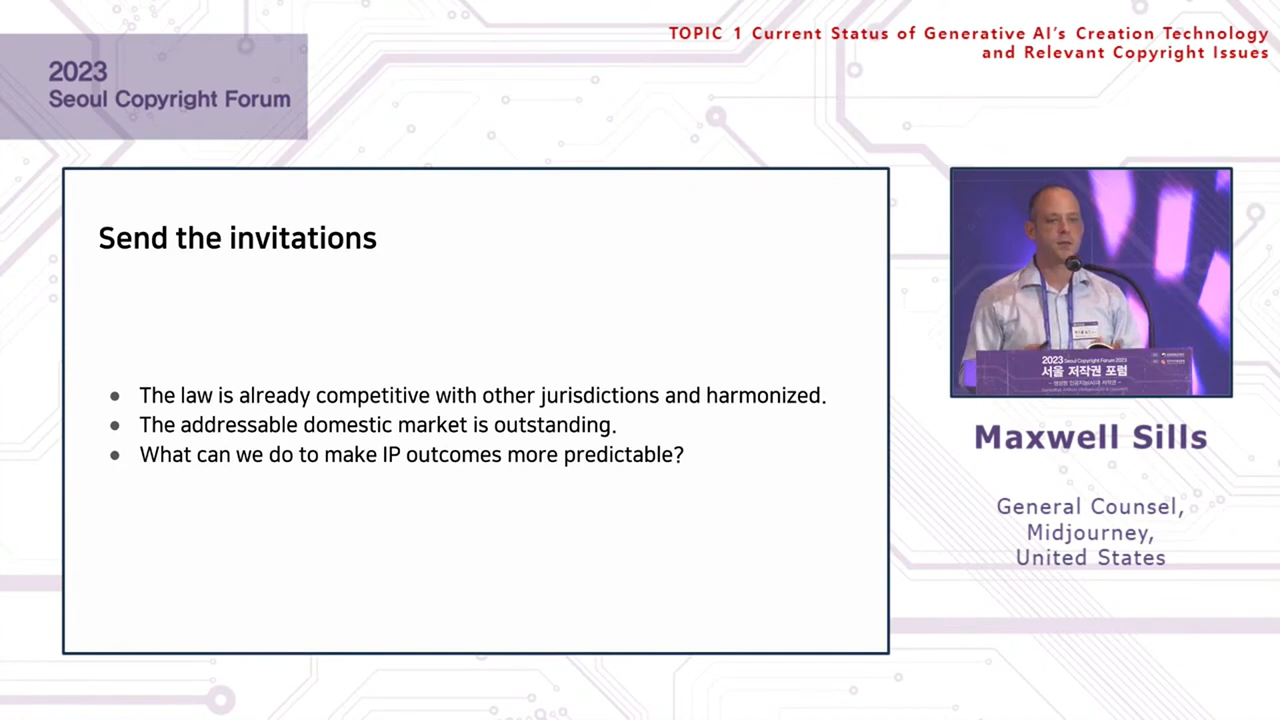 TOPIC 1 Current Status of Generative AI's Creation Technology
and Relevant Copyright Issues
2023
Seoul Copyright Forum
Send the invitations
• The law is already competitive with other jurisdictions and harmonized.
• The addressable domestic market is outstanding.
• What can we do to make IP outcomes more predictable?
2023 Seoul Copyright Forum 2023
서울 저작권 포럼
Maxwell Sills
General Counsel,
Midjourney,
United States